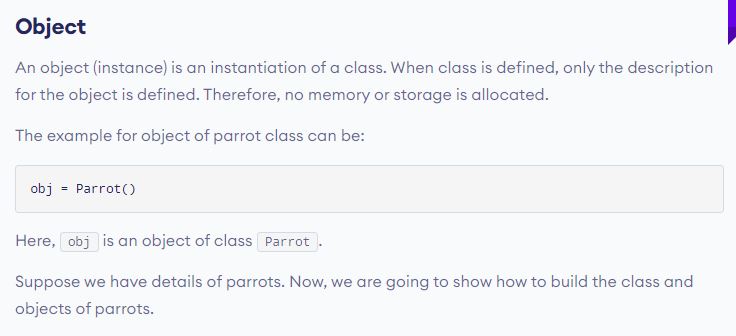 Object
An object (instance) is an instantiation of a class. When class is defined, only the description
for the object is defined. Therefore, no memory or storage is allocated.
The example for object of parrot class can be:
obj = Parrot()
Here, obj is an object of class Parrot .
Suppose we have details of parrots. Now, we are going to show how to build the class and
objects of parrots.